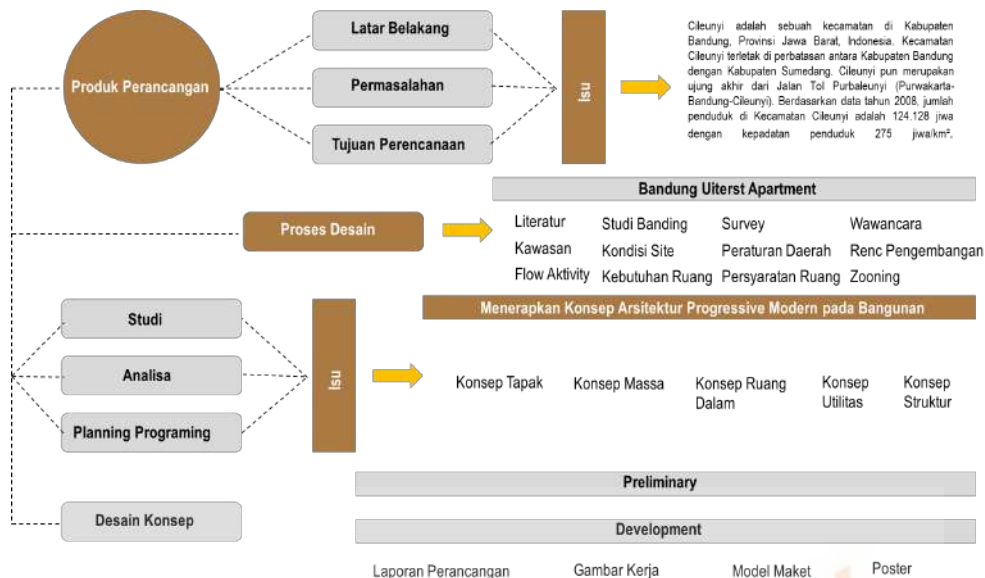 Produk Perancangan
Latar Belakang
Permasalahan
Tujuan Perencanaan
Isu
Cileunyi adalah sebuah kecamatan di Kabupaten
Bandung, Provinsi Jawa Barat, Indonesia. Kecamatan
Cileunyi terletak di perbatasan antara Kabupaten Bandung
dengan Kabupaten Sumedang. Cileunyi pun merupakan
ujung akhir dari Jalan Tol Purbaleunyi (Purwakarta-
Bandung-Cileunyi). Berdasarkan data tahun 2008, jumlah
penduduk di Kecamatan Cileunyi adalah 124.128 jiwa
dengan kepadatan penduduk 275 jiwa/km².
Bandung Uiterst Apartment
Proses Desain
Literatur Studi Banding Survey Wawancara
Kawasan Kondisi Site Peraturan Daerah Renc Pengembangan
Flow Aktivity Kebutuhan Ruang Persyaratan Ruang Zooning
Menerapkan Konsep Arsitektur Progressive Modern pada Bangunan
Studi
Analisa
Planning Programing
Isu
Konsep Tapak
Konsep Massa
Konsep Ruang
Dalam
Konsep
Utilitas
Konsep
Struktur
Preliminary
Desain Konsep
Development
Laporan Perancangan Gambar Kerja Model Maket Poster